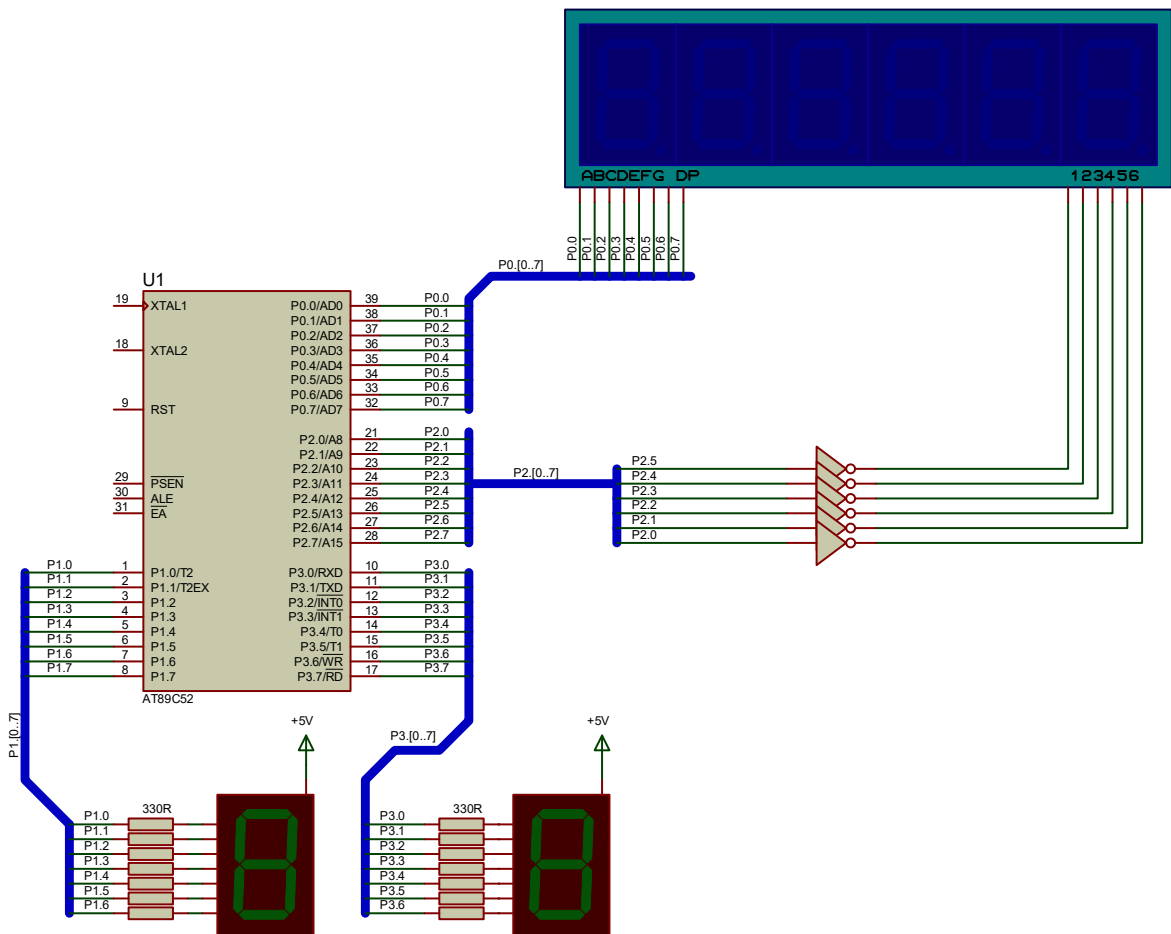 ABCDEFG DP
123456
P0.0
P0.1
P0.2
P0.3
P0.4
P0.5
P0.6
P0.7
P0.[0..7]
U1
19
XTAL1
18
XTAL2
9
RST
29
PSEN
30
ALE
31
EA
P1.0
1
P1.0/T2
P1.1
2
P1.1/T2EX
P1.2
3
P1.2
P1.3
4
P1.3
P1.4
5
P1.4
P1.5
6
P1.5
P1.6
7
P1.6
P1.7
8
P1.7
P0.0/AD0
39
P0.0
P0.1/AD1
38
P0.1
P0.2/AD2
37
P0.2
P0.3/AD3
36
P0.3
P0.4/AD4
35
P0.4
P0.5/AD5
34
P0.5
P0.6/AD6
33
P0.6
P0.7/AD7
32
P0.7
P2.0/A8
21
P2.0
P2.1/A9
22
P2.1
P2.2/A10
23
P2.2
P2.3/A11
24
P2.3
P2.4/A12
25
P2.4
P2.5/A13
26
P2.5
P2.6/A14
27
P2.6
P2.7/A15
28
P2.7
P3.0/RXD
10
P3.0
P3.1/TXD
11
P3.1
P3.2/INT0
12
P3.2
P3.3/INT1
13
P3.3
P3.4/T0
14
P3.4
P3.5/T1
15
P3.5
P3.6/WR
16
P3.6
P3.7/RD
17
P3.7
AT89C52
P2.[0..7]
P2.5
P2.4
P2.3
P2.2
P2.1
P2.0
P1.[0..7]
P3.[0..7]
+5V
+5V
330R
P1.0
P1.1
P1.2
P1.3
P1.4
P1.5
P1.6
330R
P3.0
P3.1
P3.2
P3.3
P3.4
P3.5
P3.6